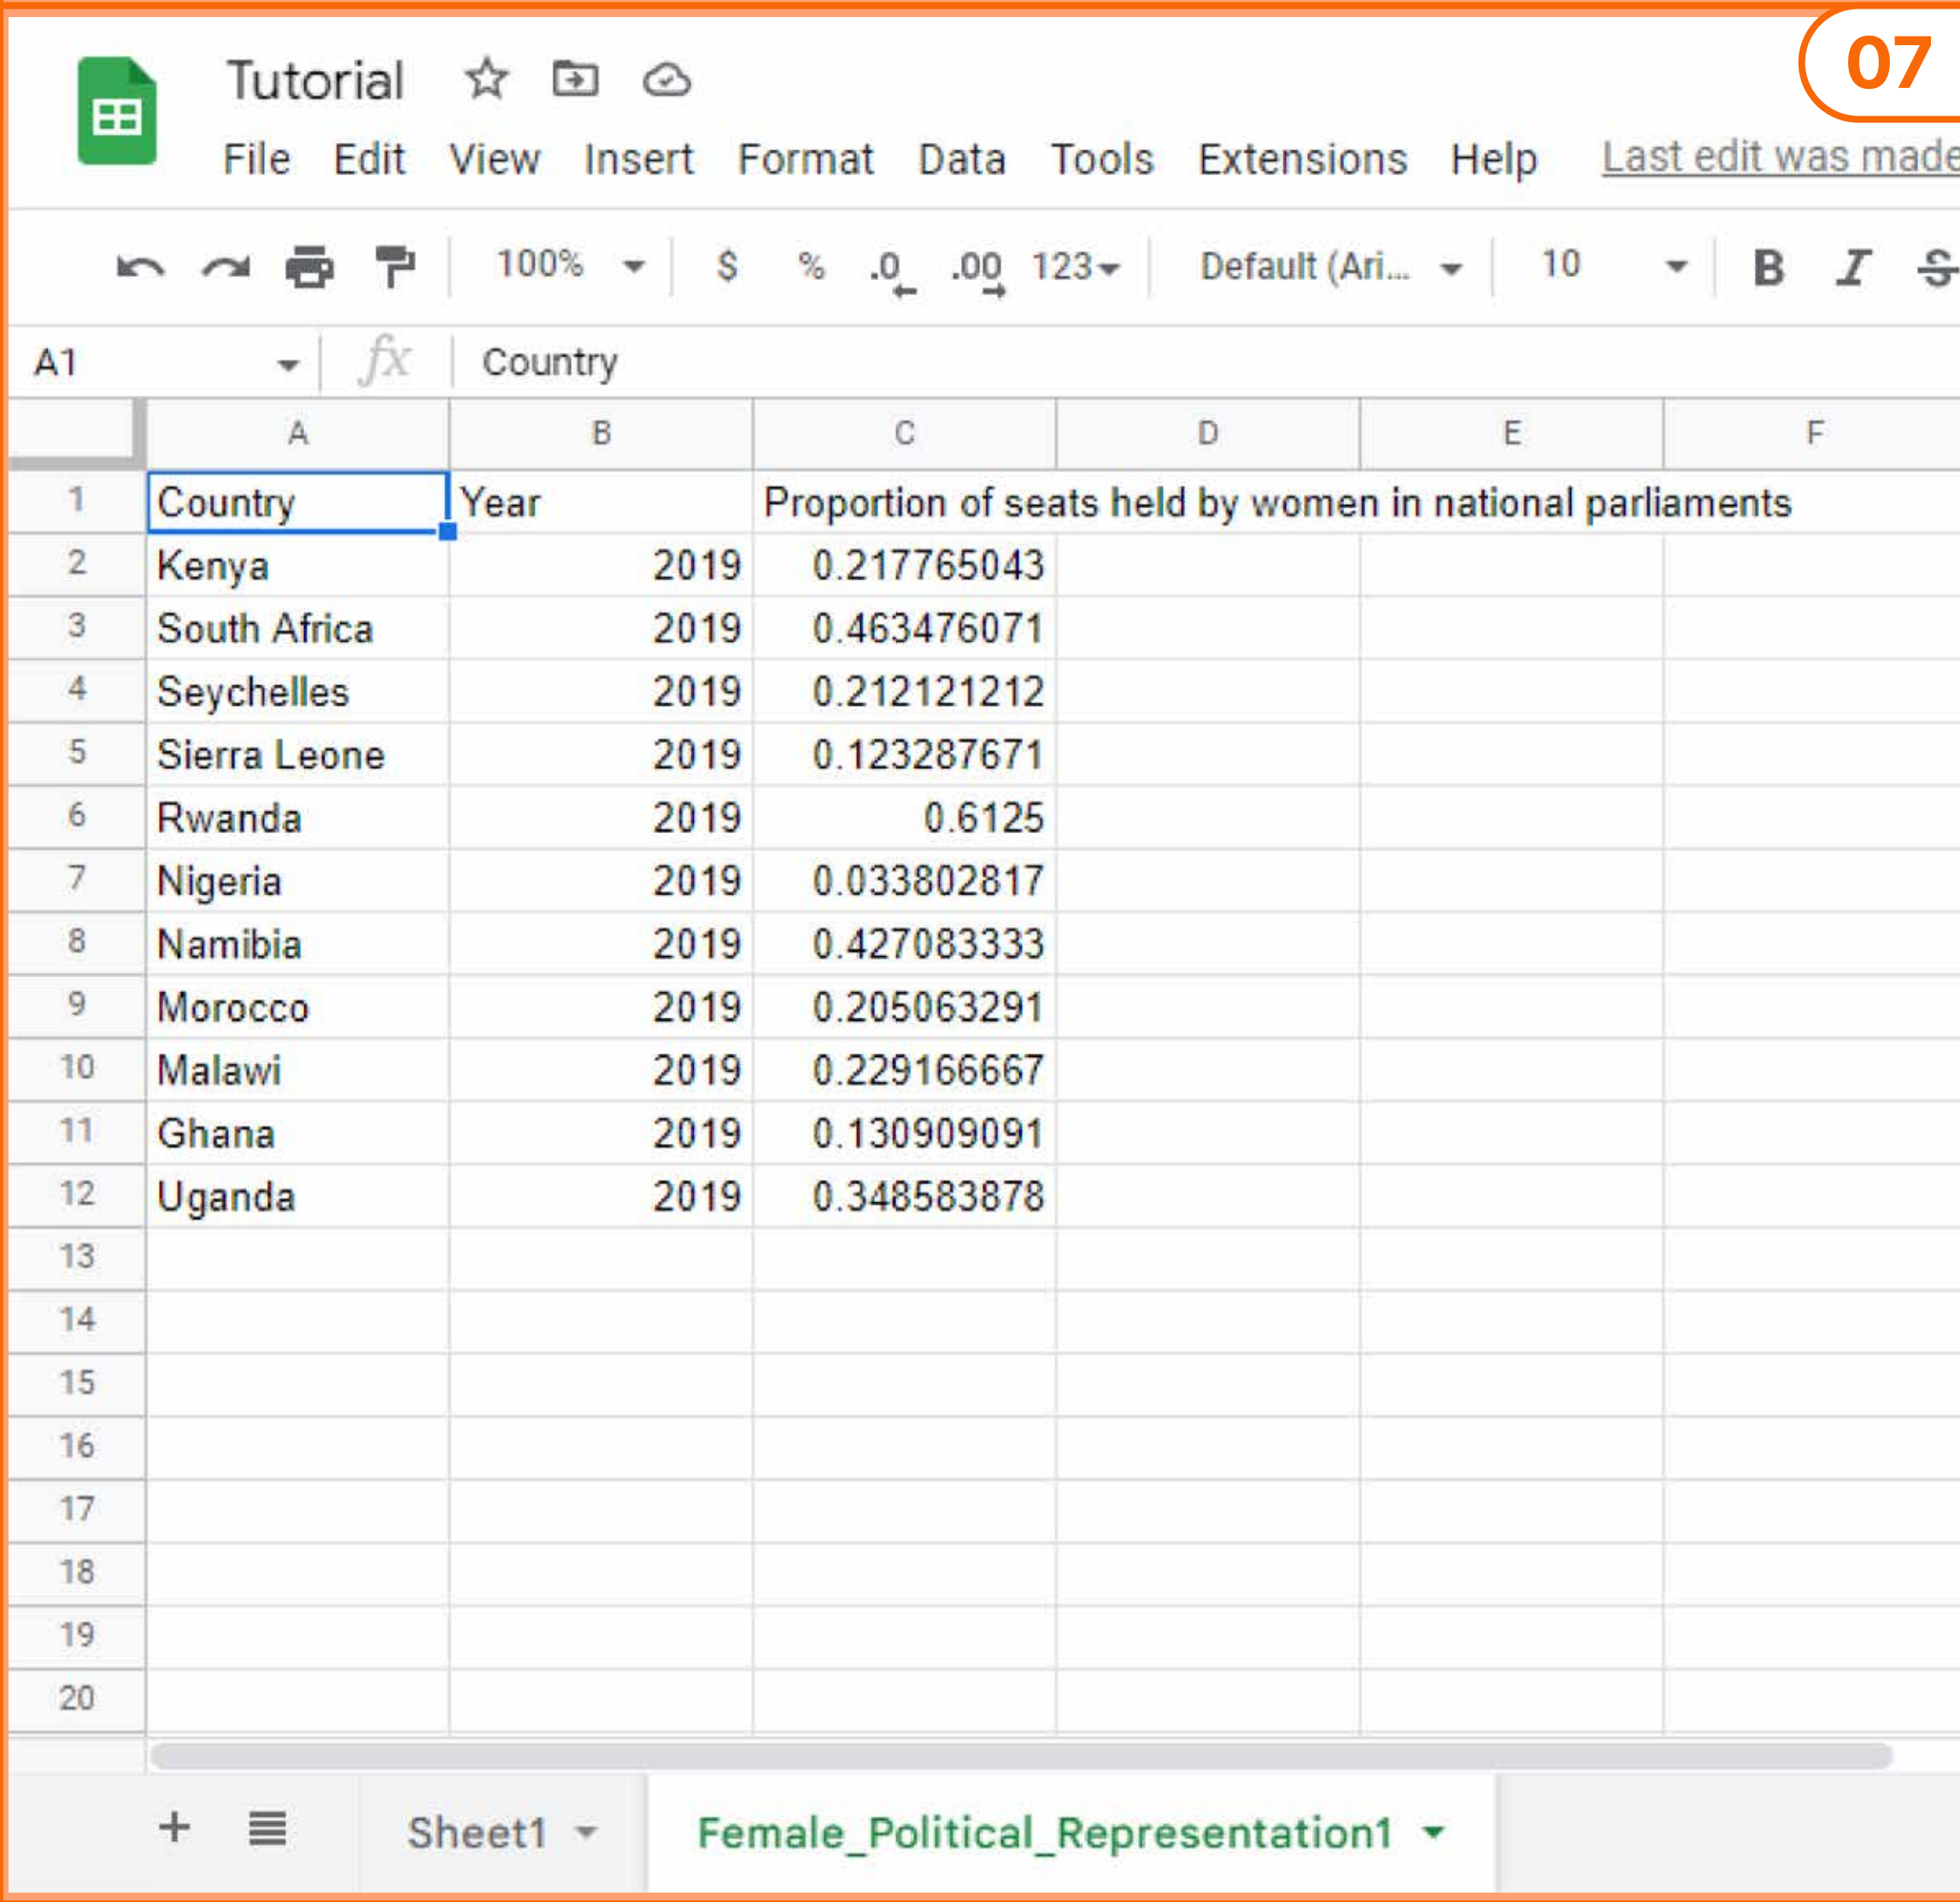 07
Tutorial
File Edit View Insert Format Data Tools Extensions Help Last edit was made
100% $ % .0 .00 123 Default (Ari... 10 B I S
A1 fx Country
A B C D E F
1 Country Year Proportion of seats held by women in national parliaments
2 Kenya 2019 0.217765043
3 South Africa 2019 0.463476071
4 Seychelles 2019 0.212121212
5 Sierra Leone 2019 0.123287671
6 Rwanda 2019 0.6125
7 Nigeria 2019 0.033802817
8 Namibia 2019 0.427083333
9 Morocco 2019 0.205063291
10 Malawi 2019 0.229166667
11 Ghana 2019 0.130909091
12 Uganda 2019 0.348583878
13
14
15
16
17
18
19
20
+ Sheet1 Female_Political_Representation1